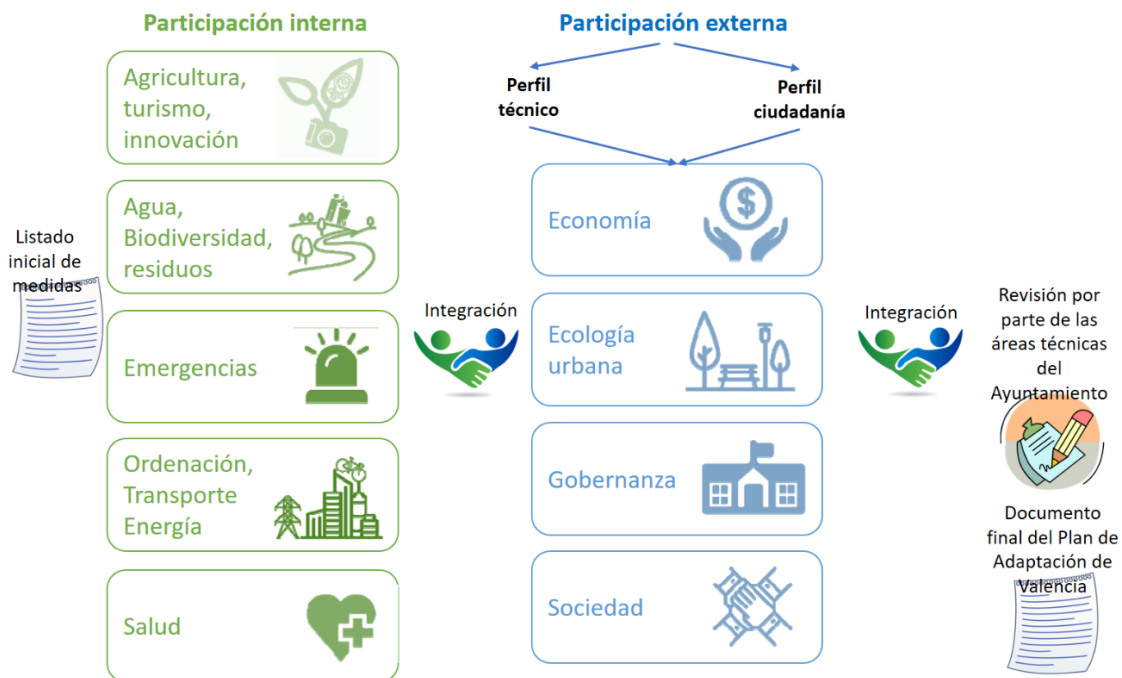 Participación interna
Participación externa
Agricultura,
turismo,
innovación
Perfil
técnico
Perfil
ciudadanía
Listado
inicial de
medidas
Agua,
Biodiversidad,
residuos
Economía
$
Emergencias
Integración
Ecología
urbana
Integración
Revisión por
parte de las
áreas técnicas
del
Ayuntamiento
Ordenación,
Transporte
Energía
Gobernanza
Documento
final del Plan de
Adaptación de
Valencia
Salud
Sociedad